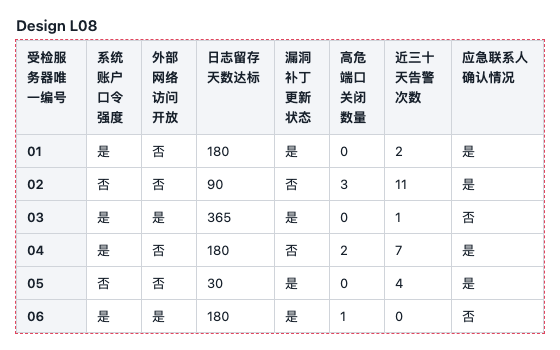 Design L08
受检服务器唯一编号 系统账户口令强度 外部网络访问开放 日志留存天数达标 漏洞补丁更新状态 高危端口关闭数量 近三十天告警次数 应急联系人确认情况
01 是 否 180 是 0 2 是
02 否 否 90 否 3 11 是
03 是 是 365 是 0 1 否
04 是 否 180 否 2 7 是
05 否 否 30 是 0 4 是
06 是 是 180 是 1 0 否